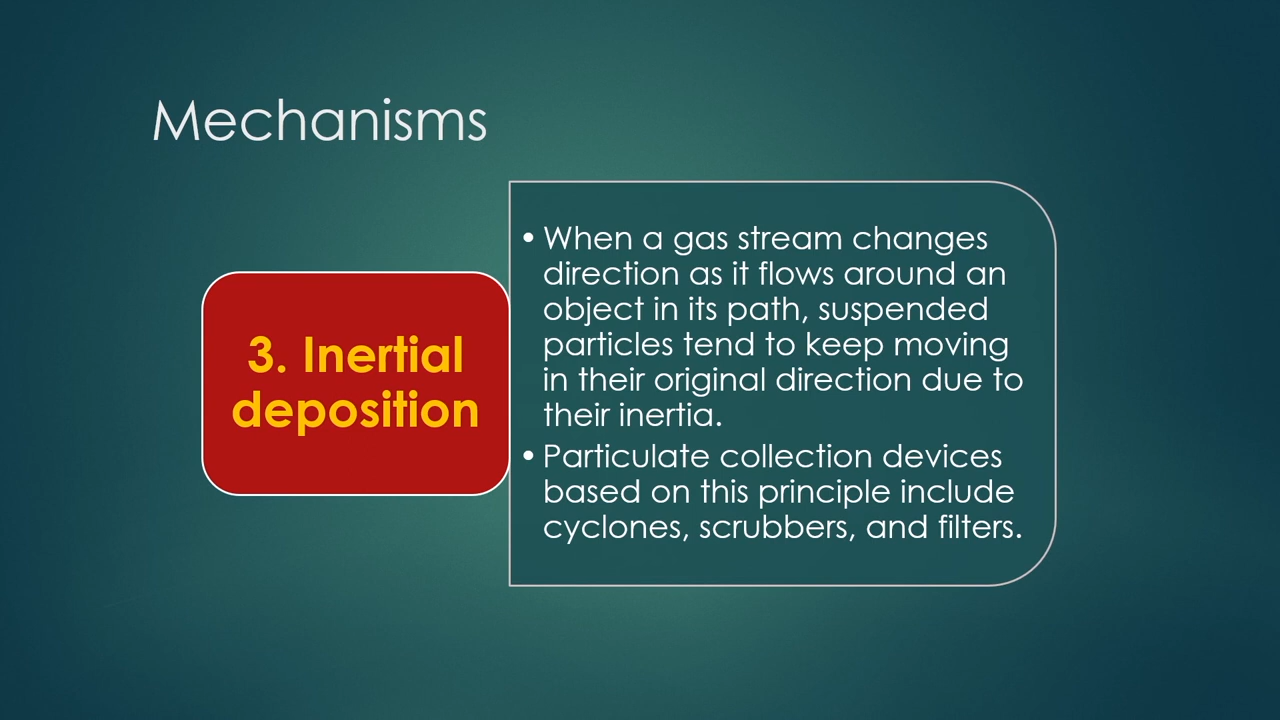 Mechanisms
3. Inertial
deposition
• When a gas stream changes
direction as it flows around an
object in its path, suspended
particles tend to keep moving
in their original direction due to
their inertia.
• Particulate collection devices
based on this principle include
cyclones, scrubbers, and filters.